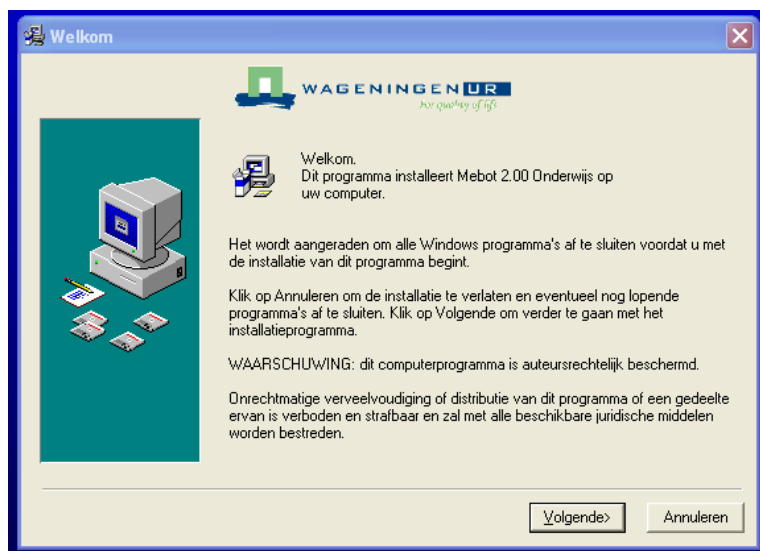 Welkom
WAGENINGEN UR
For quality of life
Welkom.
Dit programma installeert Mebot 2.00 Onderwijs op
uw computer.
Het wordt aangeraden om alle Windows programma's af te sluiten voordat u met
de installatie van dit programma begint.
Klik op Annuleren om de installatie te verlaten en eventueel nog lopende
programma's af te sluiten. Klik op Volgende om verder te gaan met het
installatieprogramma.
WAARSCHUWING: dit computerprogramma is auteursrechtelijk beschermd.
Onrechtmatige verveelvoudiging of distributie van dit programma of een gedeelte
ervan is verboden en strafbaar en zal met alle beschikbare juridische middelen
worden bestreden.
Volgende> Annuleren